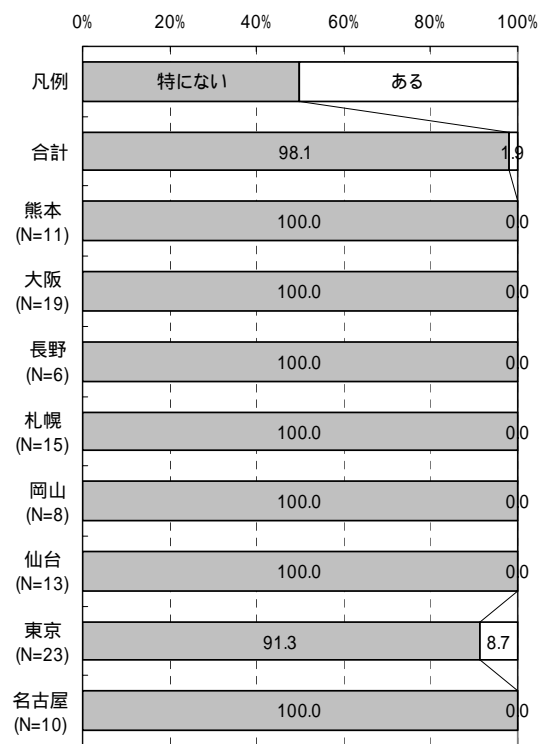 0% 20% 40% 60% 80% 100%
凡例 特にない ある
合計 98.1 1.9
熊本
(N=11) 100.0 0.0
大阪
(N=19) 100.0 0.0
長野
(N=6) 100.0 0.0
札幌
(N=15) 100.0 0.0
岡山
(N=8) 100.0 0.0
仙台
(N=13) 100.0 0.0
東京
(N=23) 91.3 8.7
名古屋
(N=10) 100.0 0.0